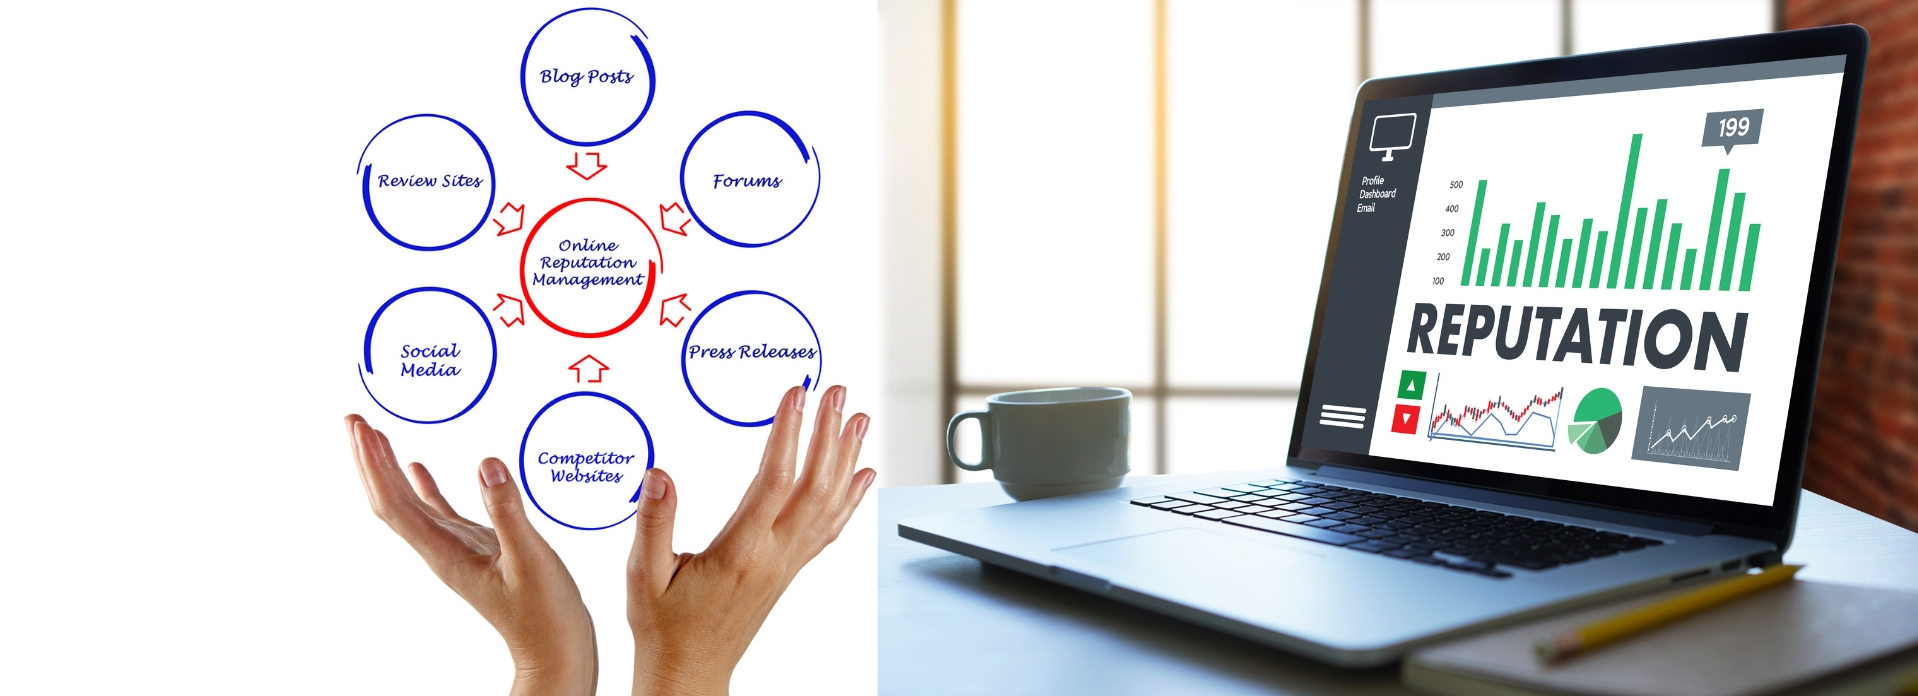 Blog Posts
Review Sites
Forums
Online
Reputation
Management
Social
Media
Press Releases
Competitor
Websites
199
Profile
Dashboard
Email
500
400
300
200
100
REPUTATION